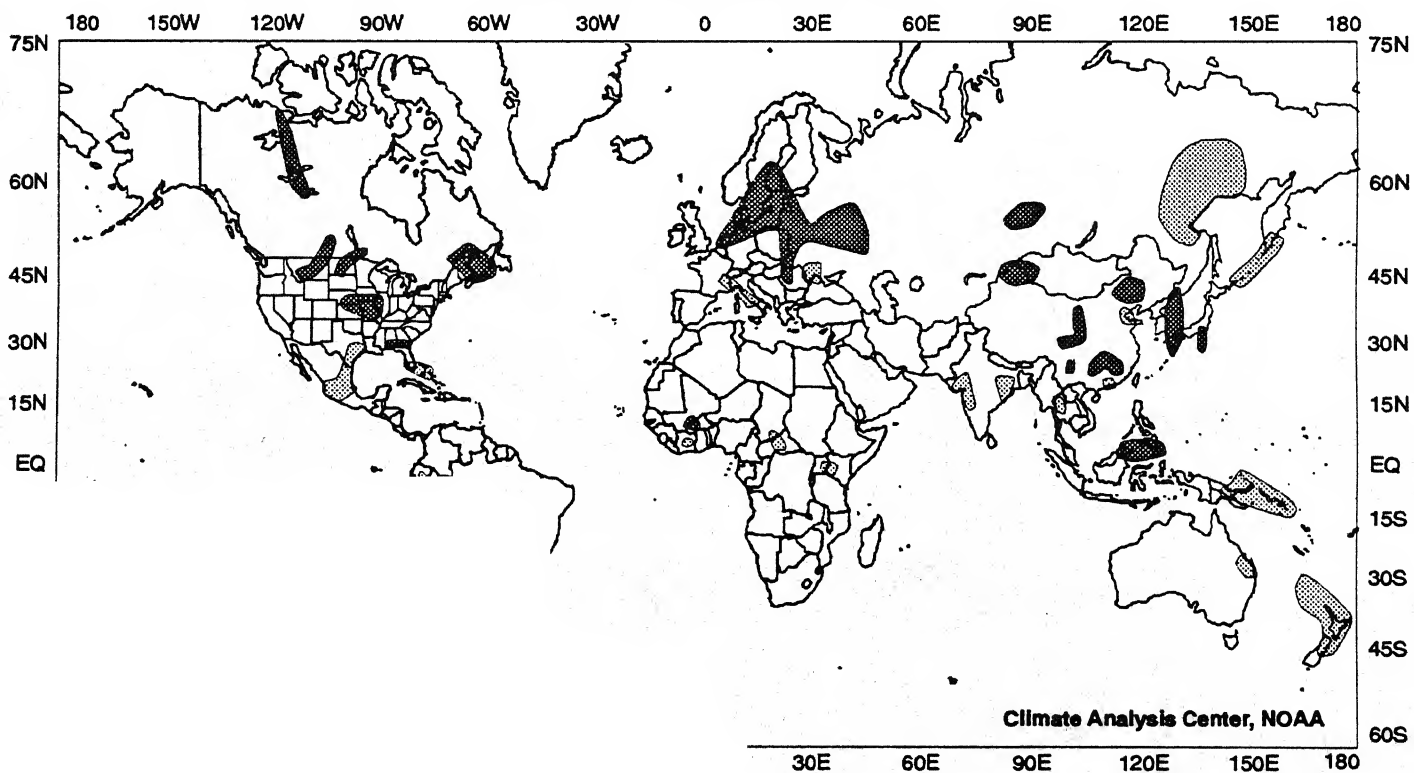 180 150W 120W 90W 60W 30W 0 30E 60E 90E 120E 150E 180
75N 75N
60N 60N
45N 45N
30N 30N
15N 15N
EQ EQ
15S
30S
45S
Climate Analysis Center, NOAA
60S
30E 60E 90E 120E 150E 180